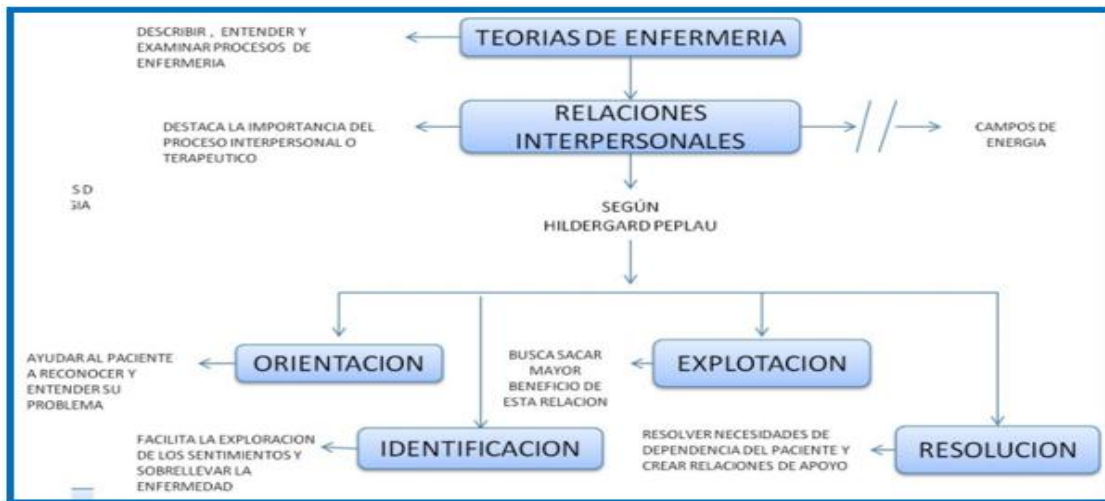 DESCRIBIR , ENTENDER Y
EXAMINAR PROCESOS DE
ENFERMERIA
TEORIAS DE ENFERMERIA
DESTACA LA IMPORTANCIA DEL
PROCESO INTERPERSONAL O
TERAPEUTICO
RELACIONES
INTERPERSONALES
CAMPOS DE
ENERGIA
S D
GIA
SEGÚN
HILDERGARD PEPLAU
AYUDAR AL PACIENTE
A RECONOCER Y
ENTENDER SU
PROBLEMA
ORIENTACION
BUSCA SACAR
MAYOR
BENEFICIO DE
ESTA RELACION
EXPLOTACION
FACILITA LA EXPLORACION
DE LOS SENTIMIENTOS Y
SOBRELLEVAR LA
ENFERMEDAD
IDENTIFICACION
RESOLVER NECESIDADES DE
DEPENDENCIA DEL PACIENTE Y
CREAR RELACIONES DE APOYO
RESOLUCION